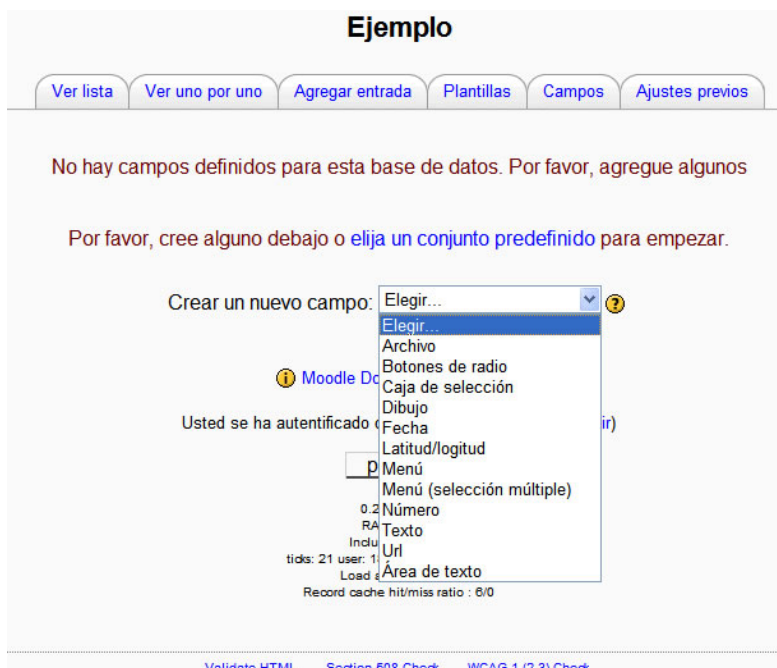 Ejemplo
Ver lista Ver uno por uno Agregar entrada Plantillas Campos Ajustes previos
No hay campos definidos para esta base de datos. Por favor, agregue algunos
Por favor, cree alguno debajo o elija un conjunto predefinido para empezar.
Crear un nuevo campo: Elegir...
Elegir...
Archivo
Botones de radio
Moodle
Caja de selección
Dibujo
Usted se ha autentificado
Fecha
Latitud/logitud
Menú
Menú (selección múltiple)
Número
Texto
Url
ticks: 21 user:
Área de texto
Load
Record cache hit/miss ratio : 6/0
Validate HTML Section 508 Check WCAG 1 (2,3) Check